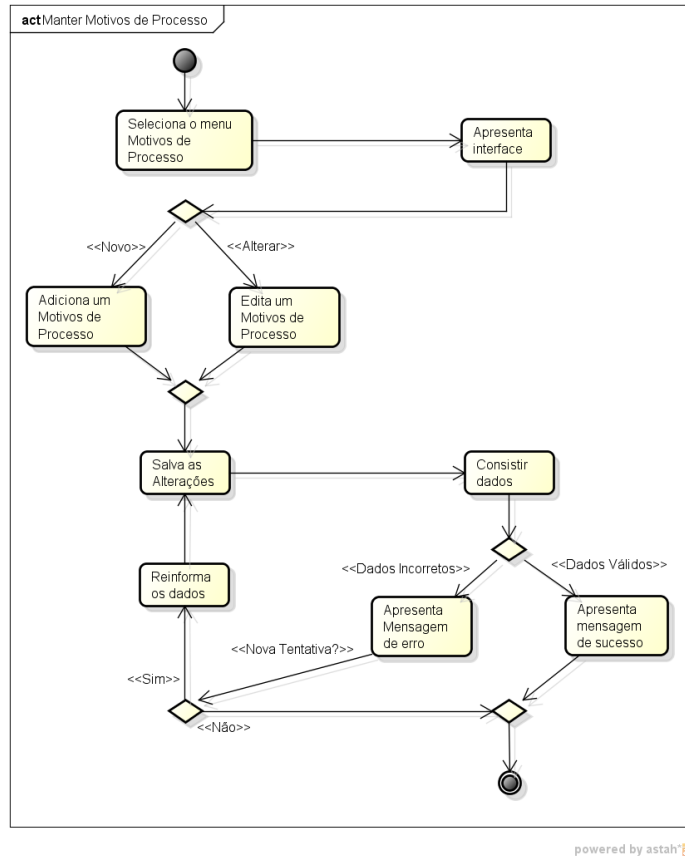 act Manter Motivos de Processo
Seleciona o menu
Motivos de
Processo
Apresenta
interface
<<Novo>>
<<Alterar>>
Adiciona um
Motivos de
Processo
Edita um
Motivos de
Processo
Salva as
Alterações
Consistir
dados
<<Dados Incorretos>>
<<Dados Válidos>>
Reinforma
os dados
Apresenta
Mensagem
de erro
Apresenta
mensagem
de sucesso
<<Nova Tentativa?>>
<<Sim>>
<<Não>>
powered by astah*